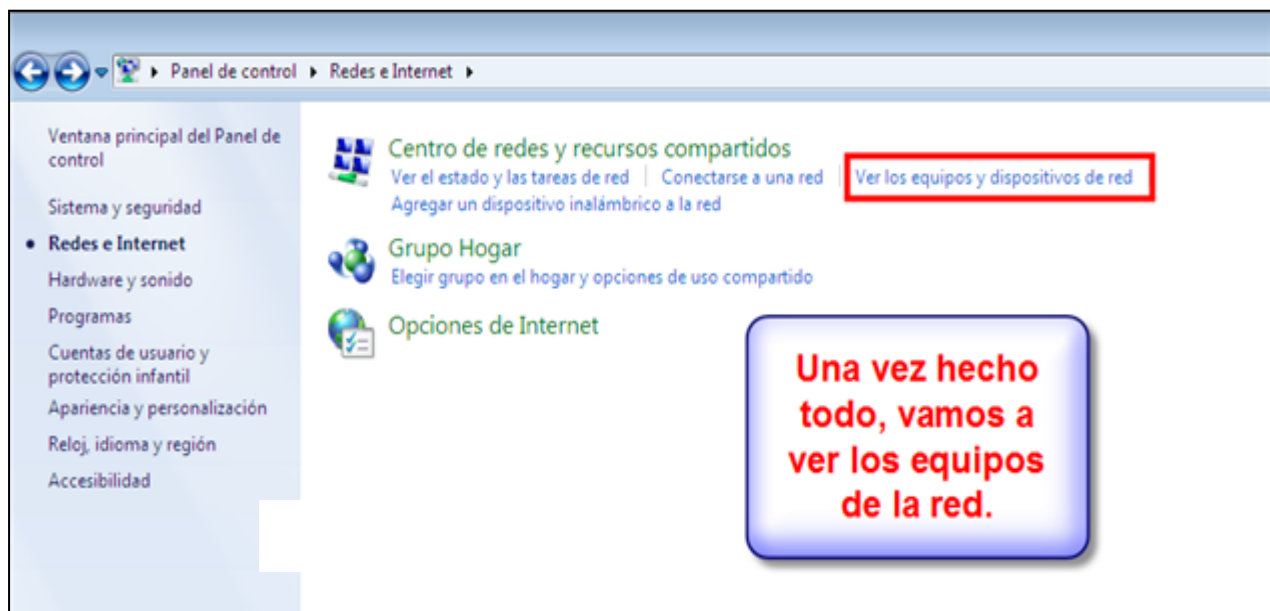 Panel de control ▸ Redes e Internet ▸
Ventana principal del Panel de
control
Sistema y seguridad
Redes e Internet
Hardware y sonido
Programas
Cuentas de usuario y
protección infantil
Apariencia y personalización
Reloj, idioma y región
Accesibilidad
Centro de redes y recursos compartidos
Ver el estado y las tareas de red | Conectarse a una red | Ver los equipos y dispositivos de red
Agregar un dispositivo inalámbrico a la red
Grupo Hogar
Elegir grupo en el hogar y opciones de uso compartido
Opciones de Internet
Una vez hecho
todo, vamos a
ver los equipos
de la red.